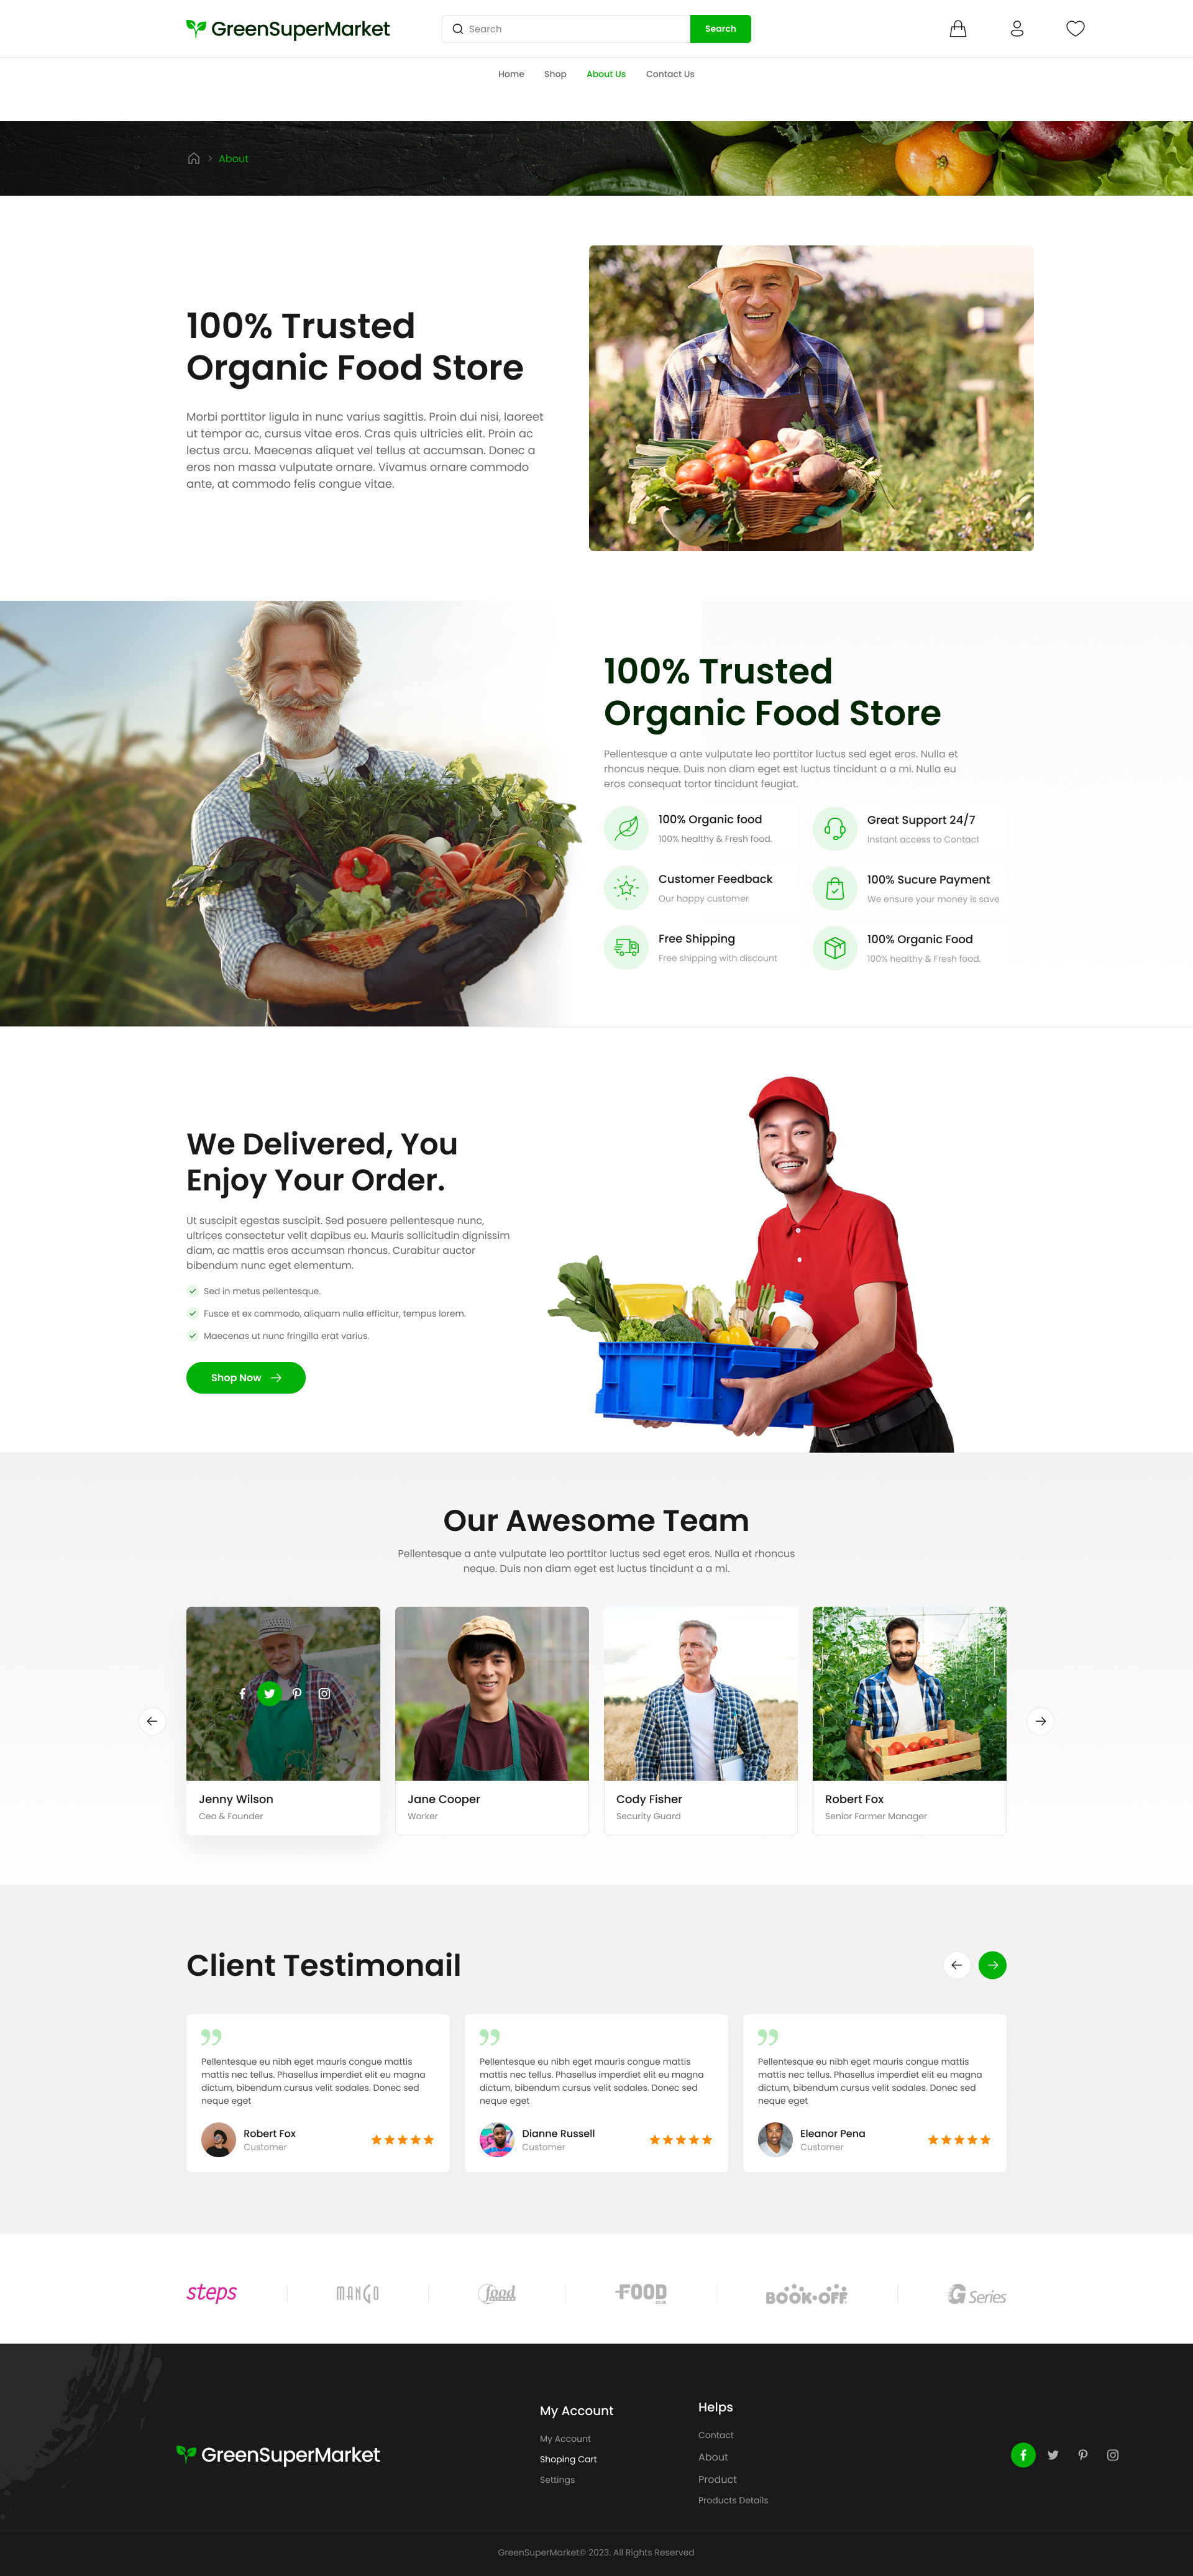 GreenSuperMarket
Search
Search
Home
Shop
About Us
Contact Us
About
100% Trusted
Organic Food Store
Morbi porttitor ligula in nunc varius sagittis. Proin dui nisi, laoreet
ut tempor ac, cursus vitae eros. Cras quis ultricies elit. Proin ac
lectus arcu. Maecenas aliquet vel tellus at accumsan. Donec a
eros non massa vulputate ornare. Vivamus ornare commodo
ante, at commodo felis congue vitae.
100% Trusted
Organic Food Store
Pellentesque a ante vulputate leo porttitor luctus sed eget eros. Nulla et
rhoncus neque. Duis non diam eget est luctus tincidunt a a mi. Nulla eu
eros consequat tortor tincidunt feugiat.
100% Organic food
100% healthy & Fresh food.
Great Support 24/7
Instant access to Contact
Customer Feedback
Our happy customer
100% Sucure Payment
We ensure your money is save
Free Shipping
Free shipping with discount
100% Organic Food
100% healthy & Fresh food.
We Delivered, You
Enjoy Your Order.
Ut suscipit egestas suscipit. Sed posuere pellentesque nunc,
ultrices consectetur velit dapibus eu. Mauris sollicitudin dignissim
diam, ac mattis eros accumsan rhoncus. Curabitur auctor
bibendum nunc eget elementum.
Sed in metus pellentesque.
Fusce et ex commodo, aliquam nulla efficitur, tempus lorem.
Maecenas ut nunc fringilla erat varius.
Shop Now
Our Awesome Team
Pellentesque a ante vulputate leo porttitor luctus sed eget eros. Nulla et rhoncus
neque. Duis non diam eget est luctus tincidunt a a mi.
Jenny Wilson
Ceo & Founder
Jane Cooper
Worker
Cody Fisher
Security Guard
Robert Fox
Senior Farmer Manager
Client Testimonail
Pellentesque eu nibh eget mauris congue mattis
mattis nec tellus. Phasellus imperdiet elit eu magna
dictum, bibendum cursus velit sodales. Donec sed
neque eget
Robert Fox
Customer
Pellentesque eu nibh eget mauris congue mattis
mattis nec tellus. Phasellus imperdiet elit eu magna
dictum, bibendum cursus velit sodales. Donec sed
neque eget
Dianne Russell
Customer
Pellentesque eu nibh eget mauris congue mattis
mattis nec tellus. Phasellus imperdiet elit eu magna
dictum, bibendum cursus velit sodales. Donec sed
neque eget
Eleanor Pena
Customer
steps
MANGO
food
FOOD
BOOK•OFF
G Series
GreenSuperMarket
My Account
My Account
Shoping Cart
Settings
Helps
Contact
About
Product
Products Details
GreenSuperMarket© 2023. All Rights Reserved